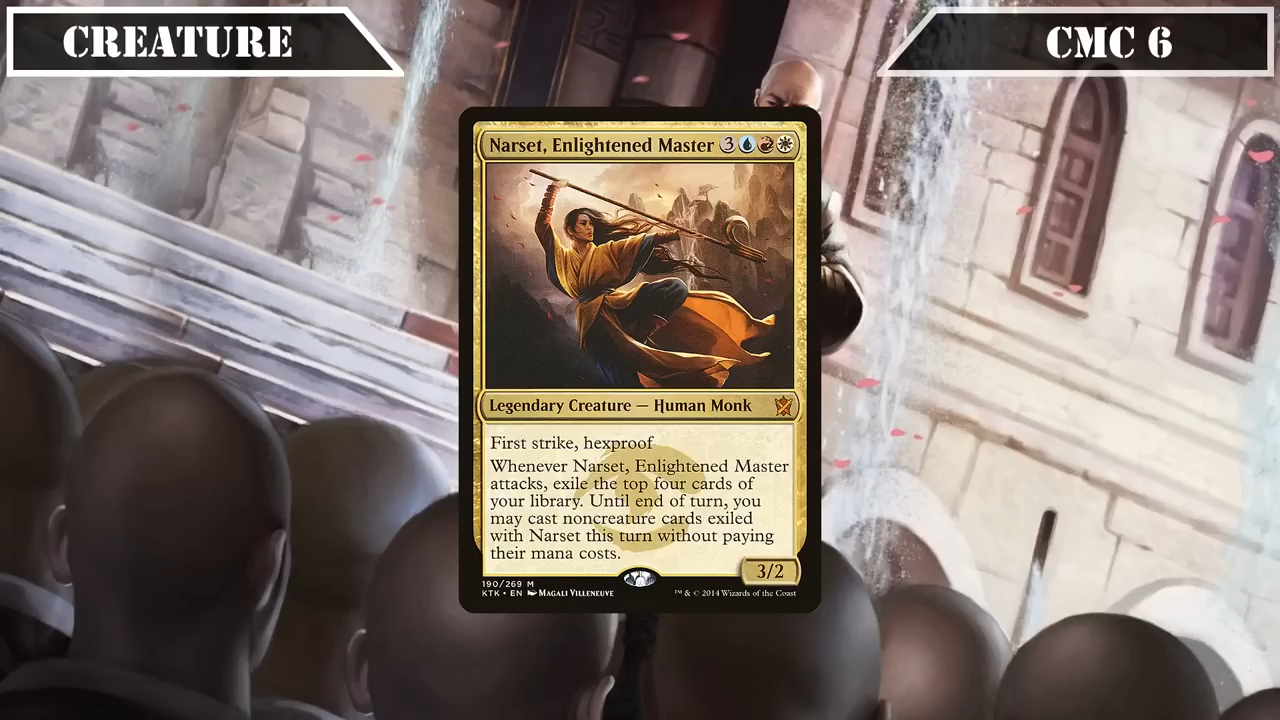 CREATURE
CMC 6
Narset, Enlightened Master 3
Legendary Creature — Human Monk
First strike, hexproof
Whenever Narset, Enlightened Master
attacks, exile the top four cards of
your library. Until end of turn, you
may cast noncreature cards exiled
with Narset this turn without paying
their mana costs.
3/2
190/269 M
KTK • EN MAGALI VILLENEUVE
™ & © 2014 Wizards of the Coast